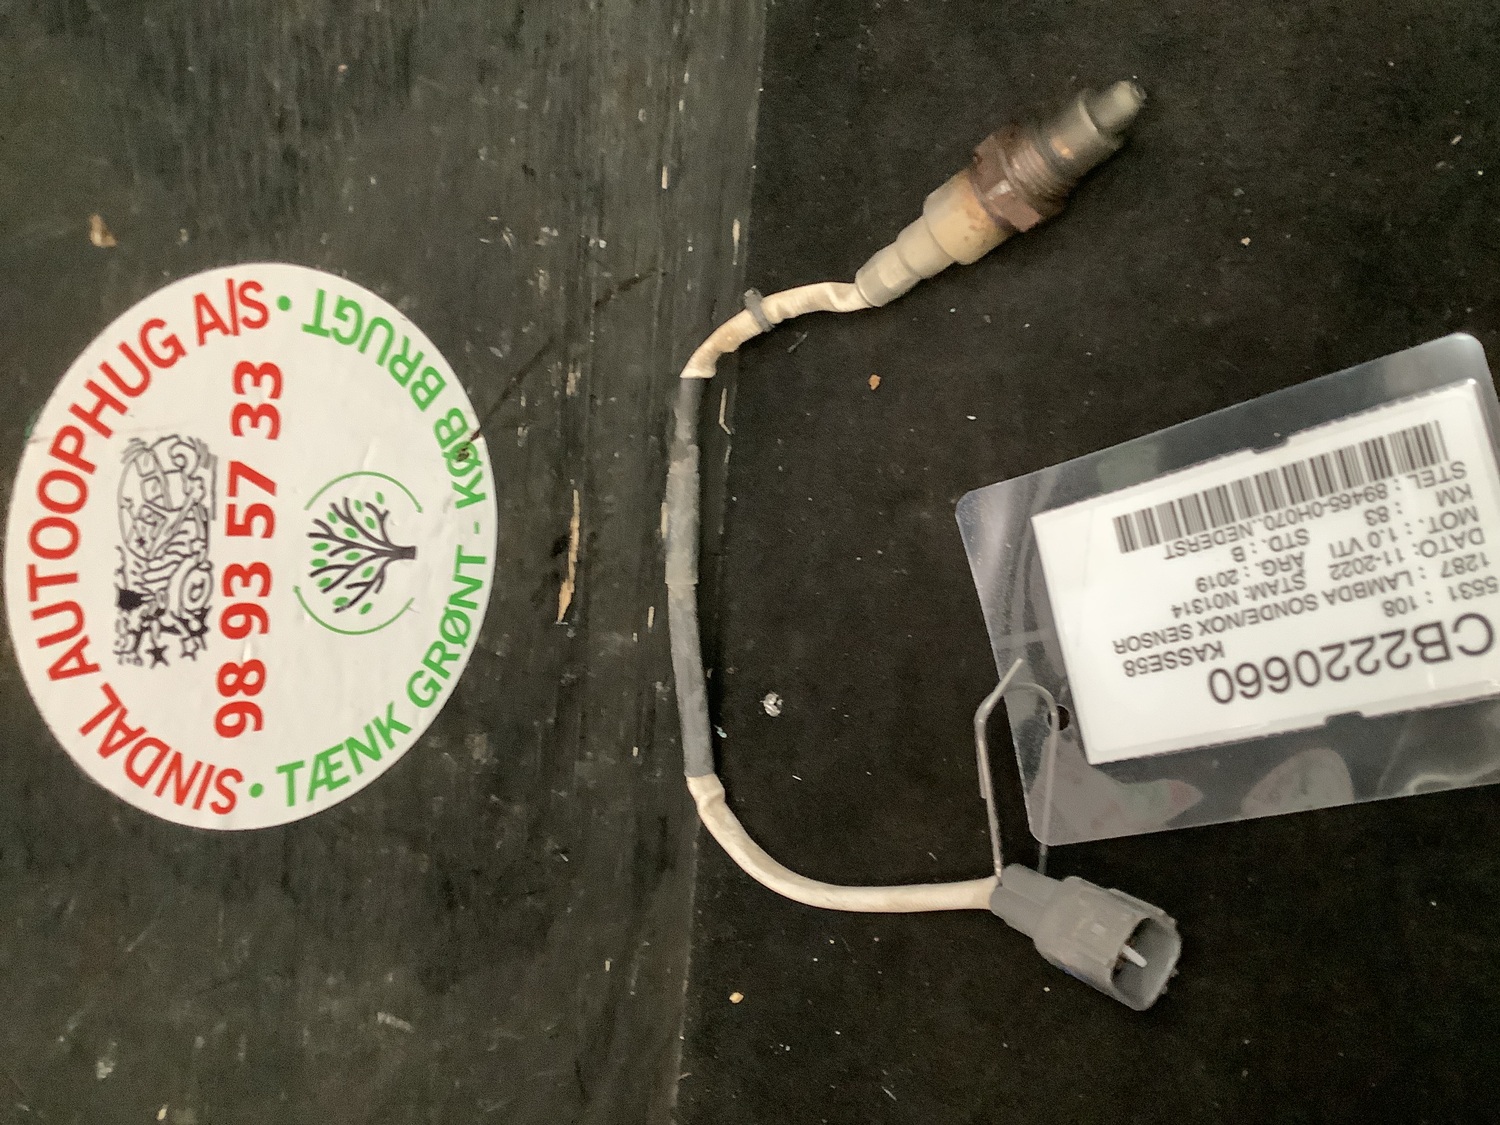 SINDAL AUTOOPHUG A/S
98 93 57 33
• TÆNK GRØNT - KØB BRUGT •
CB2220660
KASSE58
5531 : 108
1287 : LAMBDA SONDE/NOX SENSOR
DATO: 11-2022 STAM: N01314
MOT. : 1.0 VTI ARG. : 2019
KM : 83 STD. : B
STEL : 89465-0H070..NEDERST